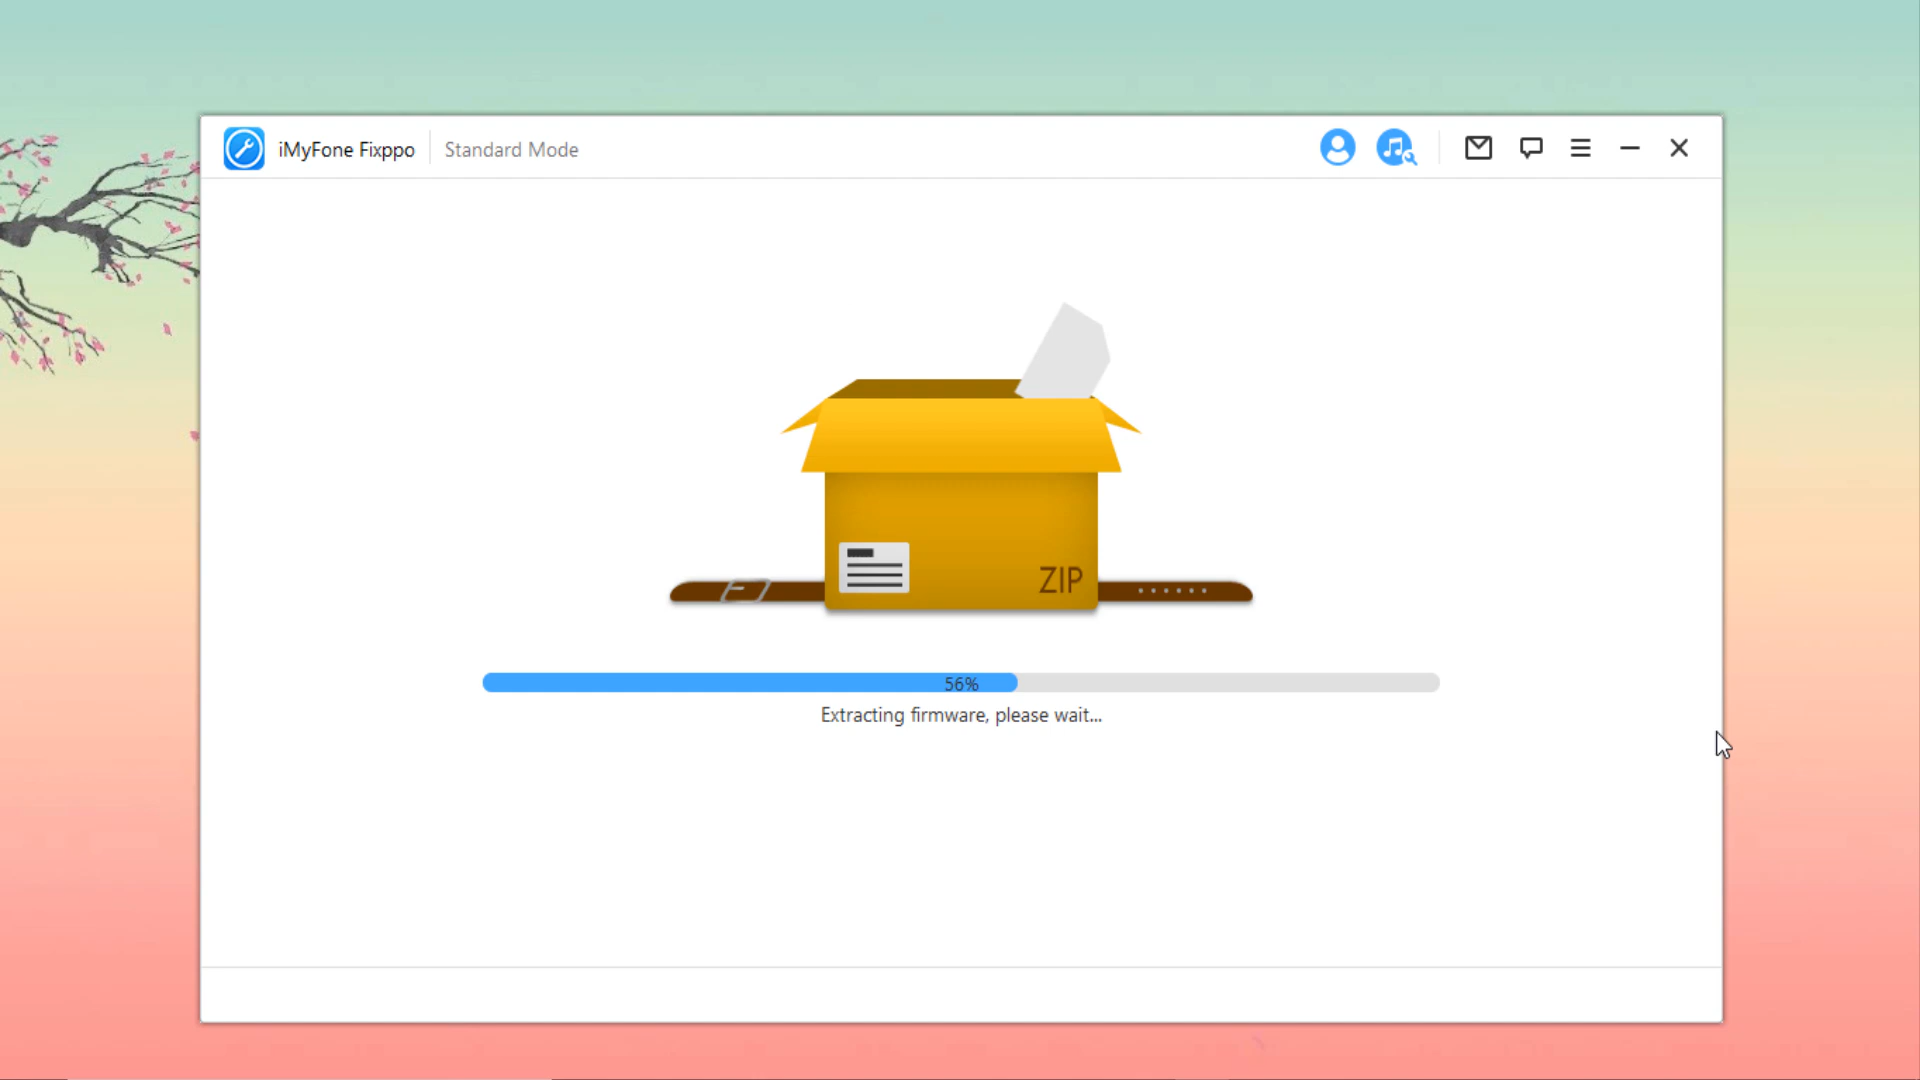 iMyFone Fixppo
Standard Mode
ZIP
56%
Extracting firmware, please wait...